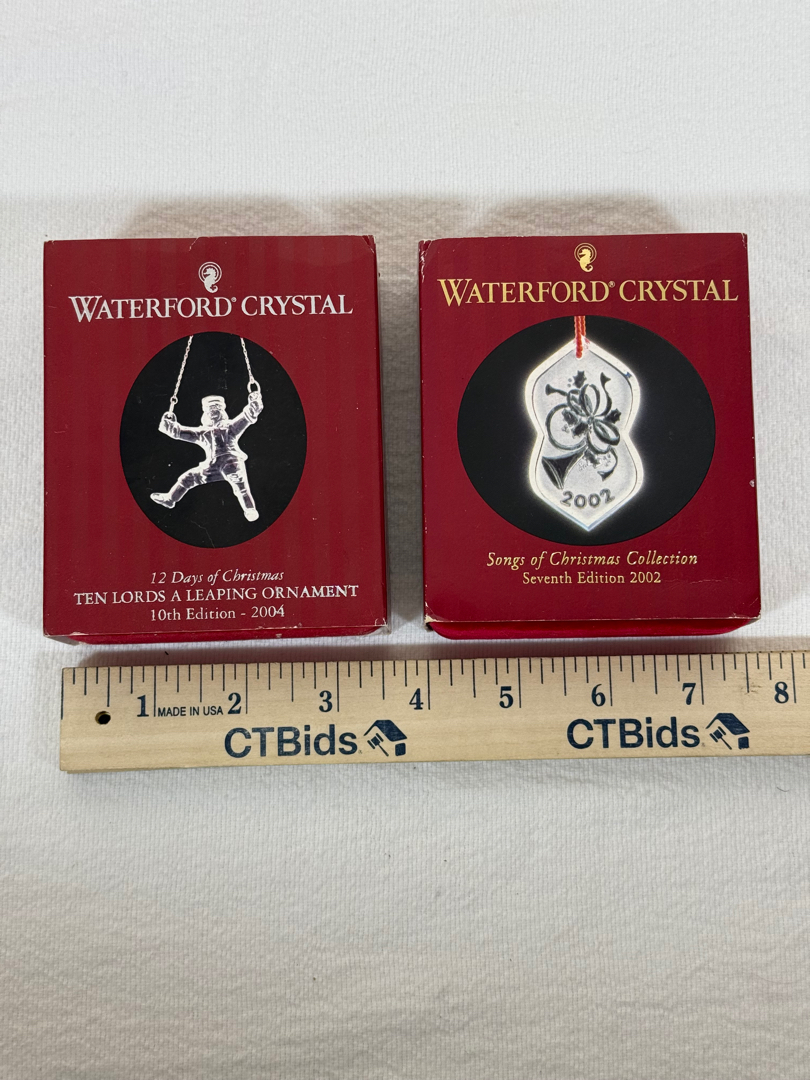 WATERFORD® CRYSTAL
12 Days of Christmas
TEN LORDS A LEAPING ORNAMENT
10th Edition - 2004
WATERFORD® CRYSTAL
2002
Songs of Christmas Collection
Seventh Edition 2002
1 MADE IN USA 2 3 4 5 6 7 8
CTBids CTBids